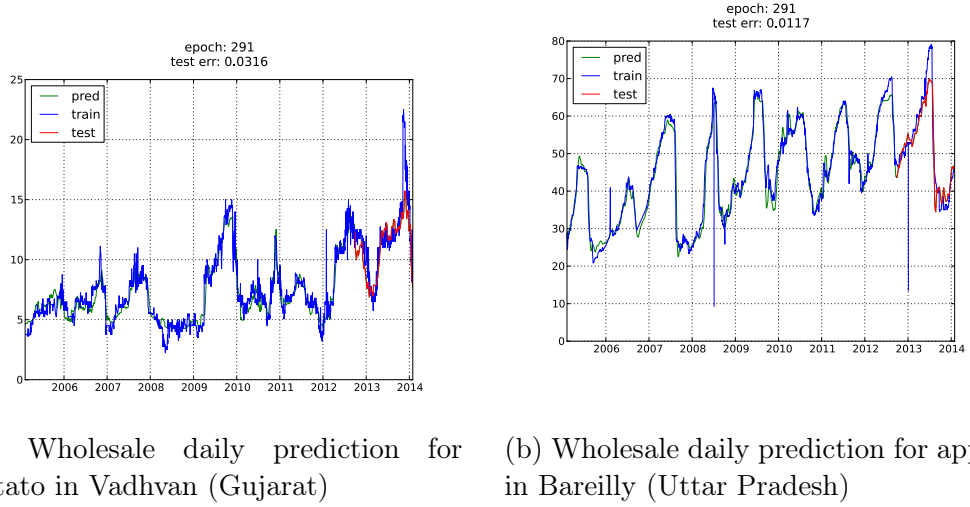 epoch: 291
test err: 0.0316
25
20
15
10
5
0
pred
train
test
2006 2007 2008 2009 2010 2011 2012 2013 2014
Wholesale daily prediction for
tato in Vadhvan (Gujarat)
epoch: 291
test err: 0.0117
80
70
60
50
40
30
20
10
0
pred
train
test
2006 2007 2008 2009 2010 2011 2012 2013 2014
(b) Wholesale daily prediction for app
in Bareilly (Uttar Pradesh)